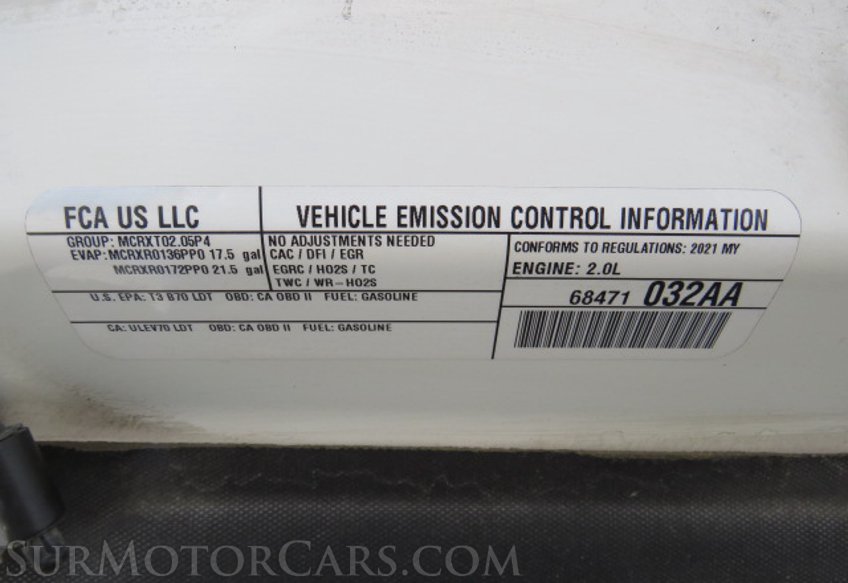 FCA US LLC
VEHICLE EMISSION CONTROL INFORMATION
GROUP: MCRXT02.05P4
EVAP: MCRXR0136PP0 17.5 gal
MCRXR0172PP0 21.5 gal
NO ADJUSTMENTS NEEDED
CAC / DFI / EGR
EGRC / HO2S / TC
TWC / WR-HO2S
CONFORMS TO REGULATIONS: 2021 MY
ENGINE: 2.0L
U.S. EPA: T3 B70 LDT OBD: CA OBD II FUEL: GASOLINE
CA: ULEV70 LDT OBD: CA OBD II FUEL: GASOLINE
68471 032AA
SurMotorCars.com